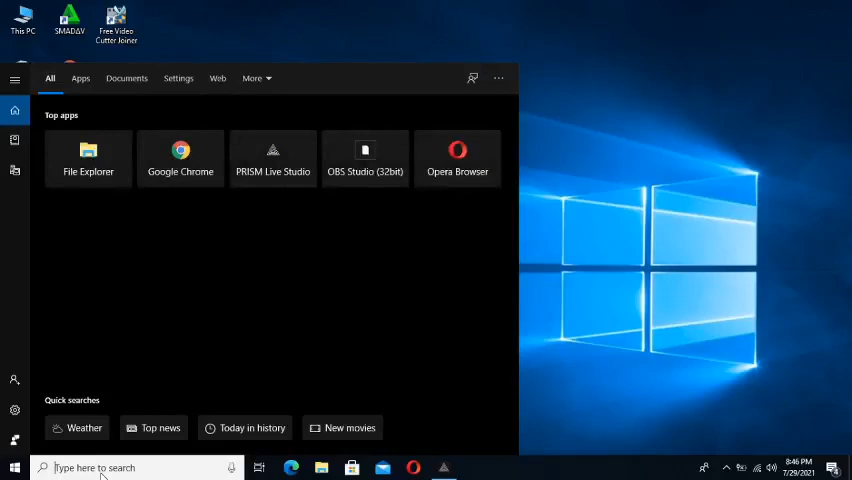 This PC
SMADΔV
Free Video
Cutter Joiner
All Apps Documents Settings Web More
Top apps
File Explorer Google Chrome PRISM Live Studio OBS Studio (32bit) Opera Browser
Quick searches
Weather Top news Today in history New movies
Type here to search
8:46 PM
7/29/2021
4